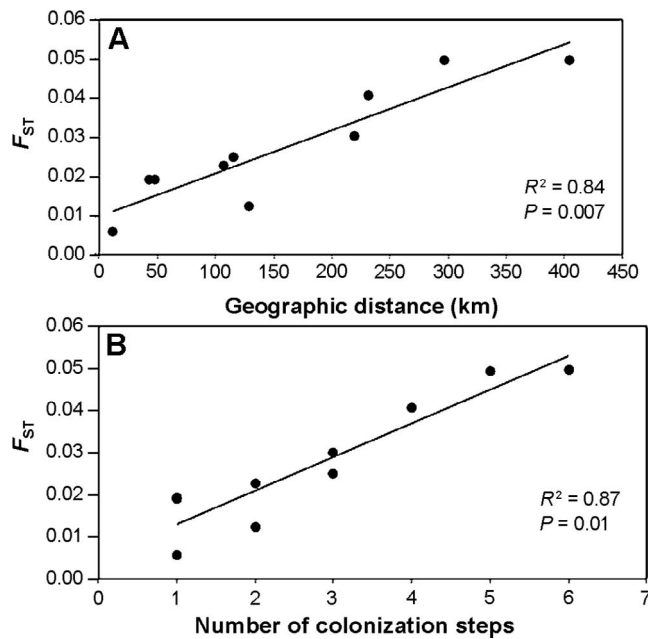 A
0.06
0.05
0.04
0.03
0.02
0.01
0.00
FST
R² = 0.84
P = 0.007
0 50 100 150 200 250 300 350 400 450
Geographic distance (km)
B
0.06
0.05
0.04
0.03
0.02
0.01
0.00
FST
R² = 0.87
P = 0.01
0 1 2 3 4 5 6 7
Number of colonization steps